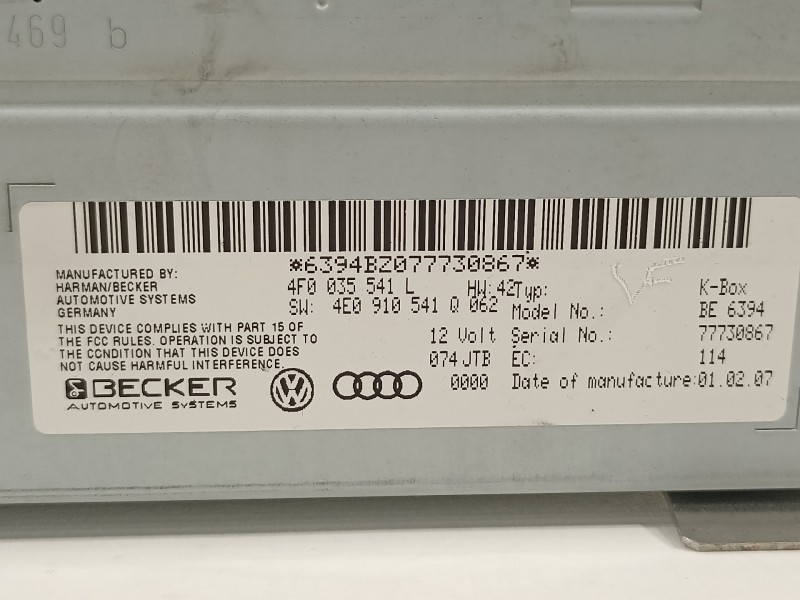 469 b
*6394BZ077730867*
MANUFACTURED BY:
HARMAN/BECKER
AUTOMOTIVE SYSTEMS
GERMANY
4F0 035 541 L HW:42
SW: 4E0 910 541 Q 062
THIS DEVICE COMPLIES WITH PART 15 OF
THE FCC RULES. OPERATION IS SUBJECT TO
THE CONDITION THAT THIS DEVICE DOES
NOT CAUSE HARMFUL INTERFERENCE.
12 Volt
074 JTB
0000
BECKER
AUTOMOTIVE SYSTEMS
VW
Typ: K-Box
Model No.: BE 6394
Serial No.: 77730867
EC: 114
Date of manufacture:01.02.07